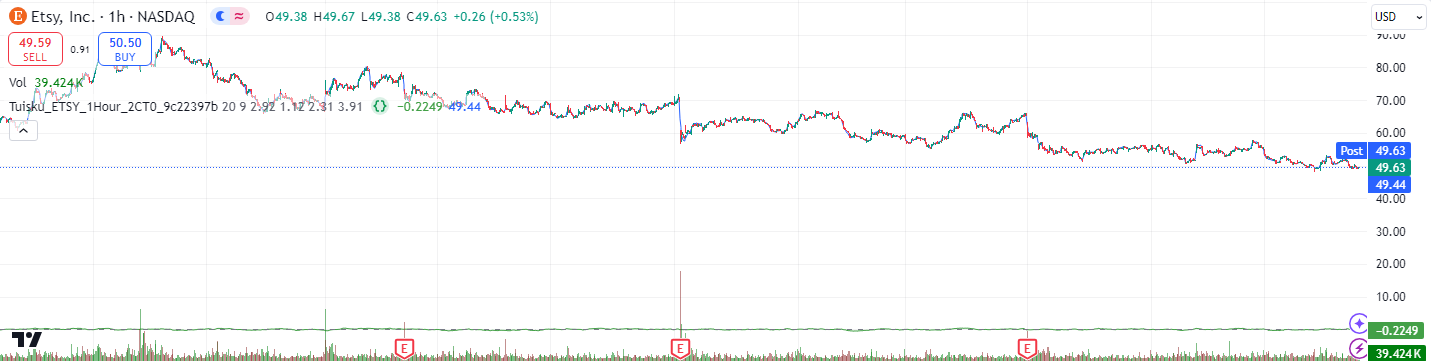 E Etsy, Inc. · 1h · NASDAQ O49.38 H49.67 L49.38 C49.63 +0.26 (+0.53%)
USD
49.59 SELL
0.91
50.50 BUY
Vol 39.424K
Tuisku_ETSY_1Hour_2CT0_9c22397b 20 9 2.92 1.12 2.31 3.91 {} −0.2249 49.44
90.00
80.00
70.00
60.00
Post 49.63
49.63
49.44
40.00
30.00
20.00
10.00
−0.2249
39.424K
E
E
E